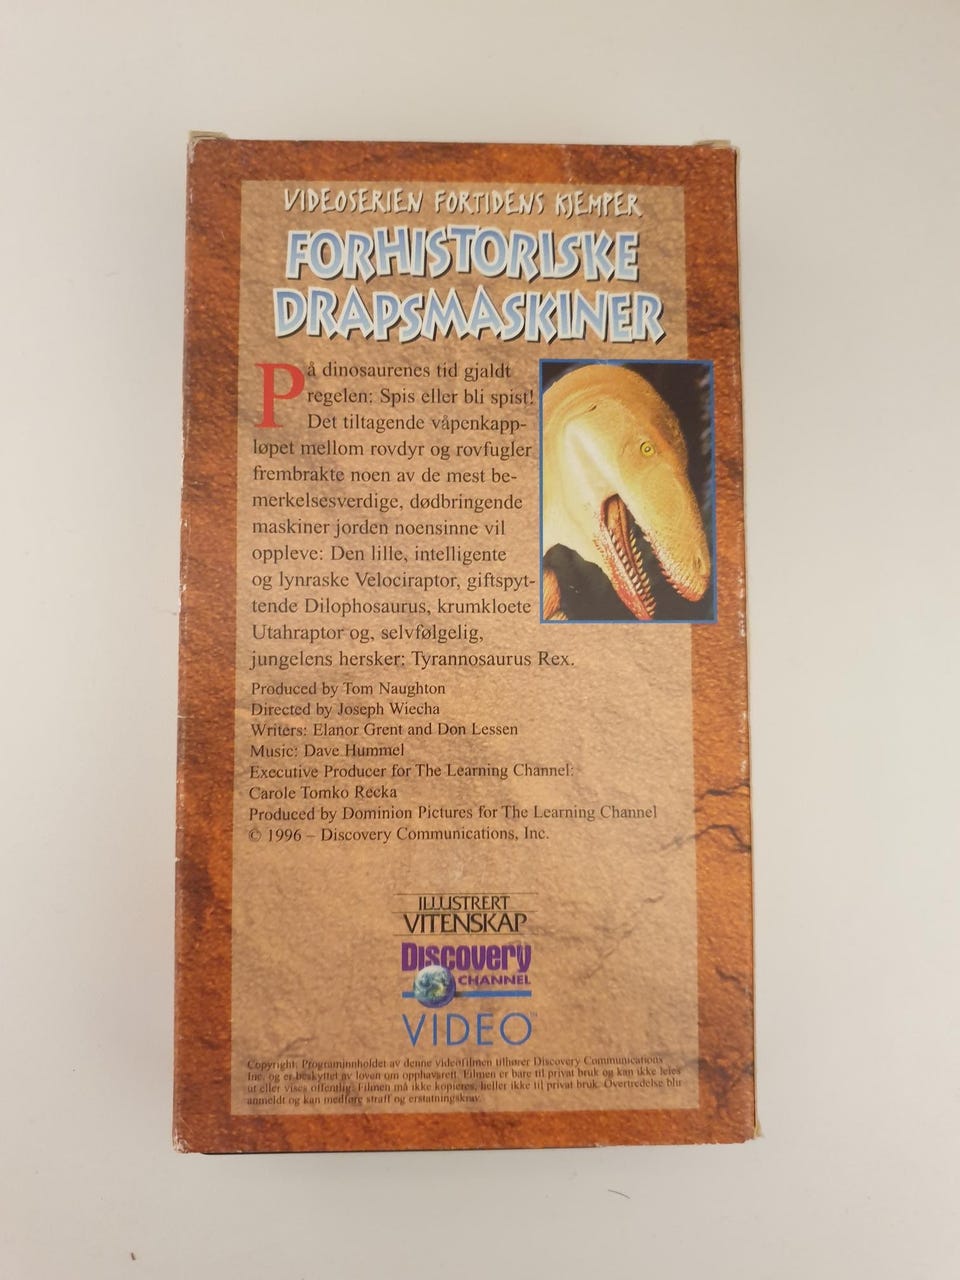 VIDEOSERIEN FORTIDENS KJEMPER
FORHISTORISKE
DRAPSMASKINER
På dinosaurenes tid gjaldt
regelen: Spis eller bli spist!
Det tiltagende våpenkapp-
løpet mellom rovdyr og rovfugler
frembrakte noen av de mest be-
merkelsesverdige, dødbringende
maskiner jorden noensinne vil
oppleve: Den lille, intelligente
og lynraske Velociraptor, giftspyt-
tende Dilophosaurus, krumkloete
Utahraptor og, selvfølgelig,
jungelens hersker: Tyrannosaurus Rex.
Produced by Tom Naughton
Directed by Joseph Wiecha
Writers: Elanor Grent and Don Lessen
Music: Dave Hummel
Executive Producer for The Learning Channel:
Carole Tomko Recka
Produced by Dominion Pictures for The Learning Channel
© 1996 – Discovery Communications, Inc.
ILLUSTRERT
VITENSKAP
Discovery
CHANNEL
VIDEO™
Copyright: Programinnholdet av denne videofilmen tilhører Discovery Communications
Inc. og er beskyttet av loven om opphavsrett. Filmen er bare til privat bruk og kan ikke leies
ut eller vises offentlig. Filmen må ikke kopieres, heller ikke til privat bruk. Overtredelse blir
anmeldt og kan medføre straff og erstatningskrav.